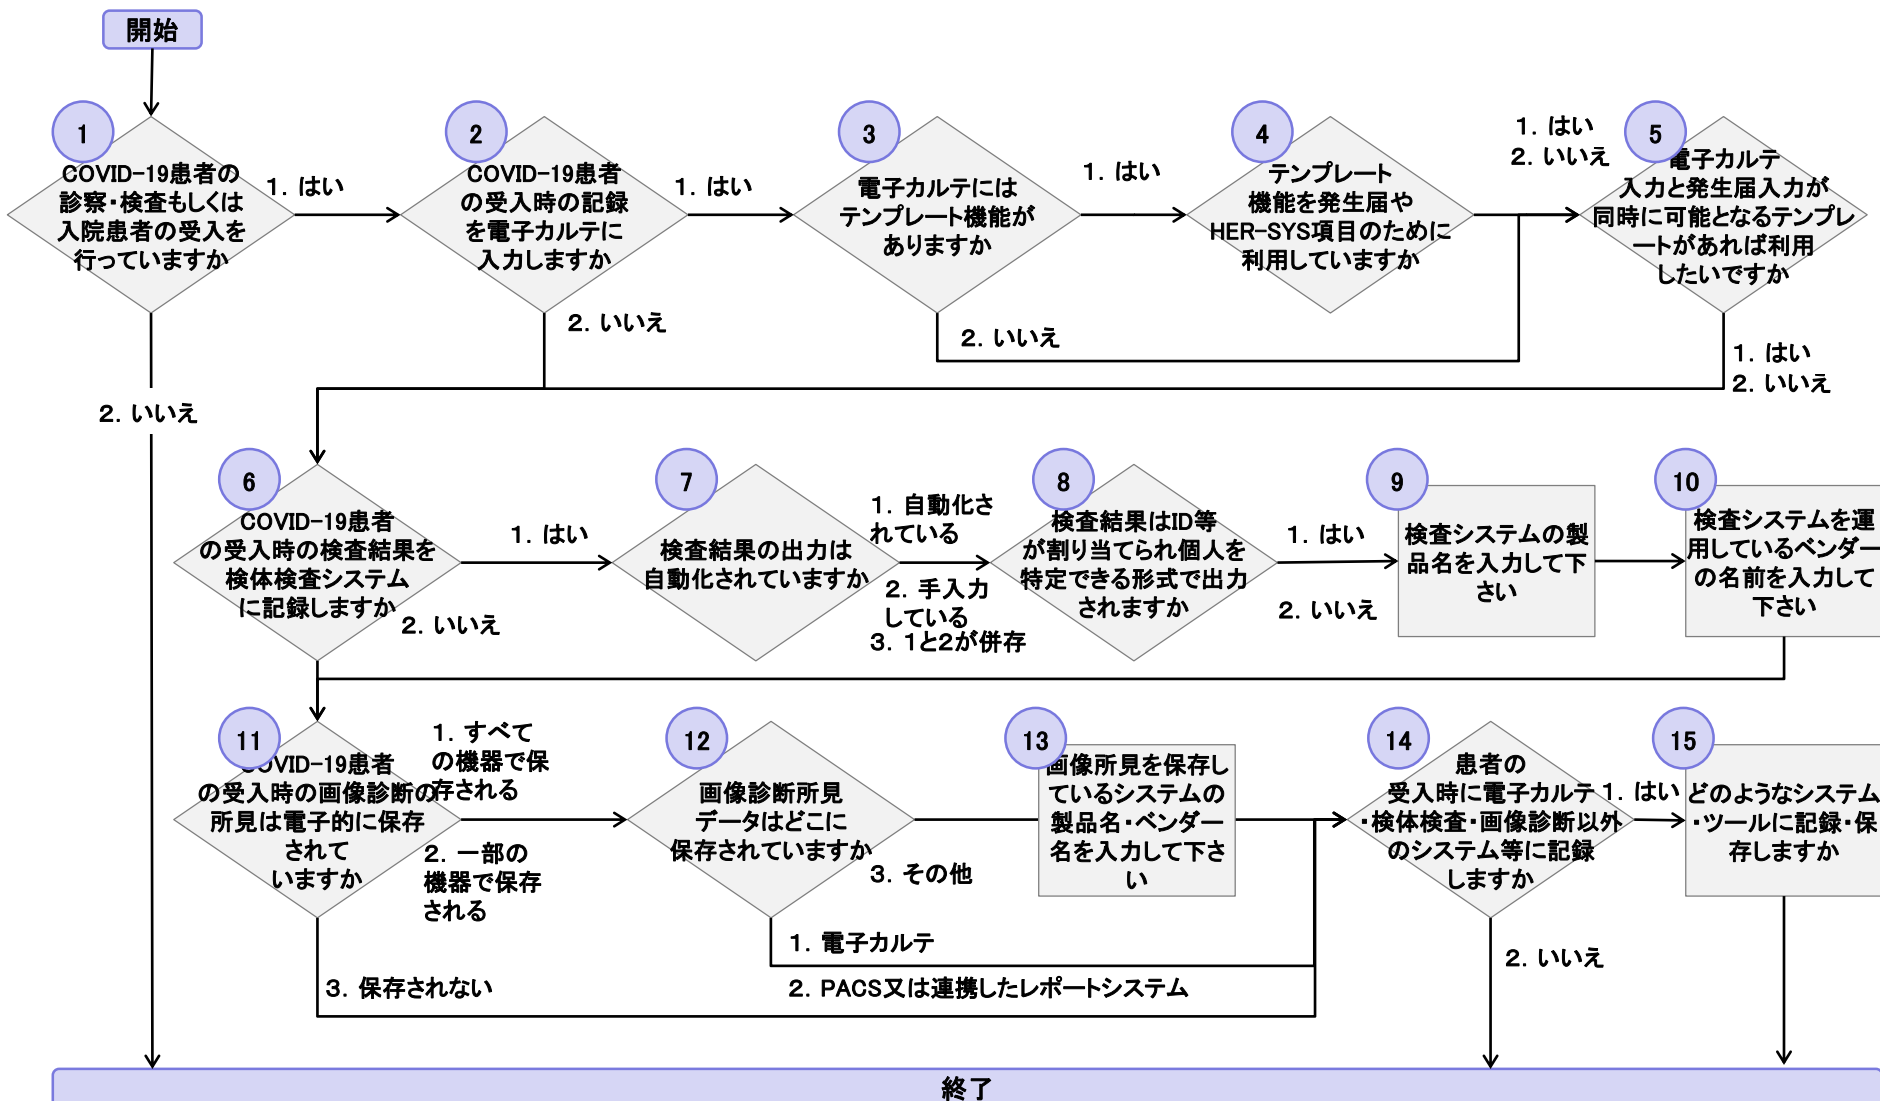 開始
1
COVID-19患者の
診察・検査もしくは
入院患者の受入を
行っていますか
1. はい
2. いいえ
2
COVID-19患者
の受入時の記録
を電子カルテに
入力しますか
1. はい
2. いいえ
3
電子カルテには
テンプレート機能が
ありますか
1. はい
2. いいえ
4
テンプレート
機能を発生届や
HER-SYS項目のために
利用していますか
1. はい
2. いいえ
5
電子カルテ
入力と発生届入力が
同時に可能となるテンプレ
ートがあれば利用
したいですか
1. はい
2. いいえ
6
COVID-19患者
の受入時の検査結果を
検体検査システム
に記録しますか
1. はい
2. いいえ
7
検査結果の出力は
自動化されていますか
1. 自動化さ
れている
2. 手入力
している
3. 1と2が併存
8
検査結果はID等
が割り当てられ個人を
特定できる形式で出力
されますか
1. はい
2. いいえ
9
検査システムの製
品名を入力して下
さい
10
検査システムを運
用しているベンダー
の名前を入力して
下さい
11
COVID-19患者
の受入時の画像診断の
所見は電子的に保存
されて
いますか
1. すべて
の機器で保
存される
2. 一部の
機器で保存
される
3. 保存されない
12
画像診断所見
データはどこに
保存されていますか
3. その他
1. 電子カルテ
2. PACS又は連携したレポートシステム
13
画像所見を保存し
ているシステムの
製品名・ベンダー
名を入力して下さ
い
14
患者の
受入時に電子カルテ
・検体検査・画像診断以外
のシステム等に記録
しますか
1. はい
2. いいえ
15
どのようなシステム
・ツールに記録・保
存しますか
終了